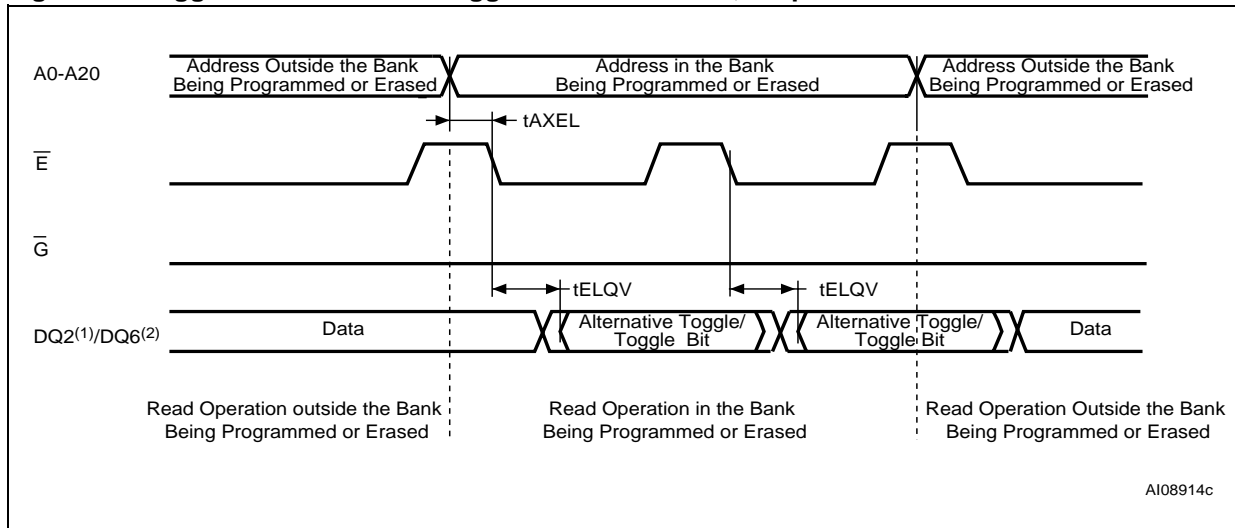 A0-A20
Address Outside the Bank
Being Programmed or Erased
Address in the Bank
Being Programmed or Erased
Address Outside the Bank
Being Programmed or Erased
tAXEL
E
G
tELQV
tELQV
DQ2(1)/DQ6(2)
Data
Alternative Toggle/
Toggle Bit
Alternative Toggle/
Toggle Bit
Data
Read Operation outside the Bank
Being Programmed or Erased
Read Operation in the Bank
Being Programmed or Erased
Read Operation Outside the Bank
Being Programmed or Erased
AI08914c